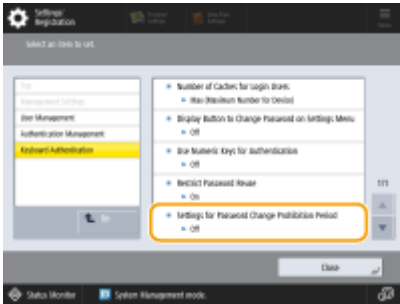 Settings/
Registration
Select an item to set.
Top
Management Settings
User Management
Authentication Management
Keyboard Authentication
Number of Caches for Login Users
Max (Maximum Number for Device)
Display Button to Change Password on Settings Menu
Off
Use Numeric Keys for Authentication
Off
Restrict Password Reuse
On
Settings for Password Change Prohibition Period
Off
1/1
Close
Status Monitor
System Management mode.